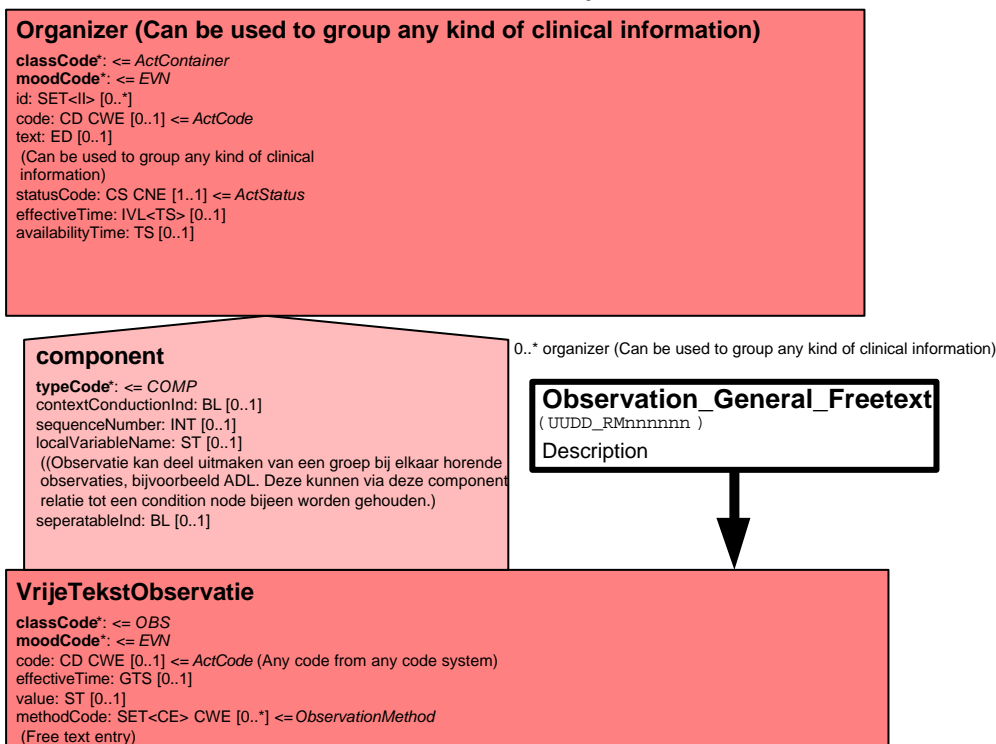 Organizer (Can be used to group any kind of clinical information)
classCode*: <= ActContainer
moodCode*: <= EVN
id: SET<II> [0..*]
code: CD CWE [0..1] <= ActCode
text: ED [0..1]
(Can be used to group any kind of clinical
information)
statusCode: CS CNE [1..1] <= ActStatus
effectiveTime: IVL<TS> [0..1]
availabilityTime: TS [0..1]
component
typeCode*: <= COMP
contextConductionInd: BL [0..1]
sequenceNumber: INT [0..1]
localVariableName: ST [0..1]
((Observatie kan deel uitmaken van een groep bij elkaar horende
observaties, bijvoorbeeld ADL. Deze kunnen via deze component
relatie tot een condition node bijeen worden gehouden.)
seperatableInd: BL [0..1]
0..* organizer (Can be used to group any kind of clinical information)
Observation_General_Freetext
(UUDD_RMnnnnnn )
Description
VrijeTekstObservatie
classCode*: <= OBS
moodCode*: <= EVN
code: CD CWE [0..1] <= ActCode (Any code from any code system)
effectiveTime: GTS [0..1]
value: ST [0..1]
methodCode: SET<CE> CWE [0..*] <= ObservationMethod
(Free text entry)